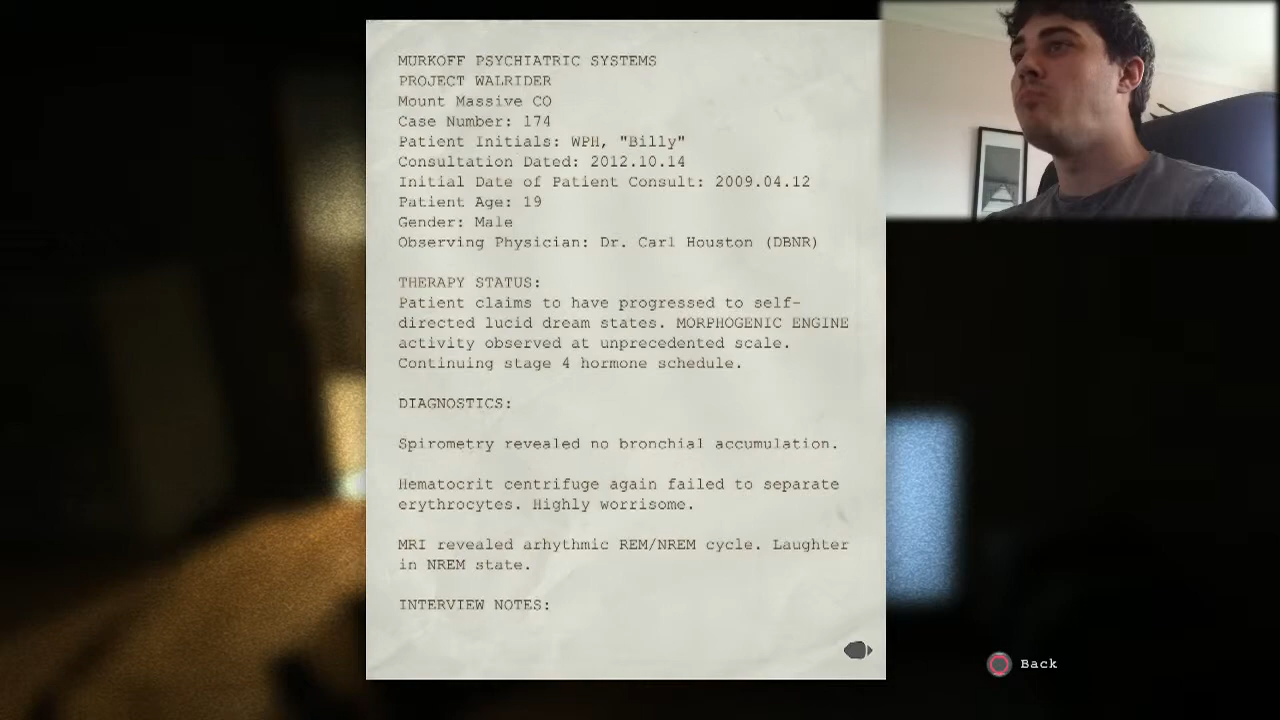 MURKOFF PSYCHIATRIC SYSTEMS
PROJECT WALRIDER
Mount Massive CO
Case Number: 174
Patient Initials: WPH, "Billy"
Consultation Dated: 2012.10.14
Initial Date of Patient Consult: 2009.04.12
Patient Age: 19
Gender: Male
Observing Physician: Dr. Carl Houston (DBNR)
THERAPY STATUS:
Patient claims to have progressed to self-
directed lucid dream states. MORPHOGENIC ENGINE
activity observed at unprecedented scale.
Continuing stage 4 hormone schedule.
DIAGNOSTICS:
Spirometry revealed no bronchial accumulation.
Hematocrit centrifuge again failed to separate
erythrocytes. Highly worrisome.
MRI revealed arhythmic REM/NREM cycle. Laughter
in NREM state.
INTERVIEW NOTES:
Back